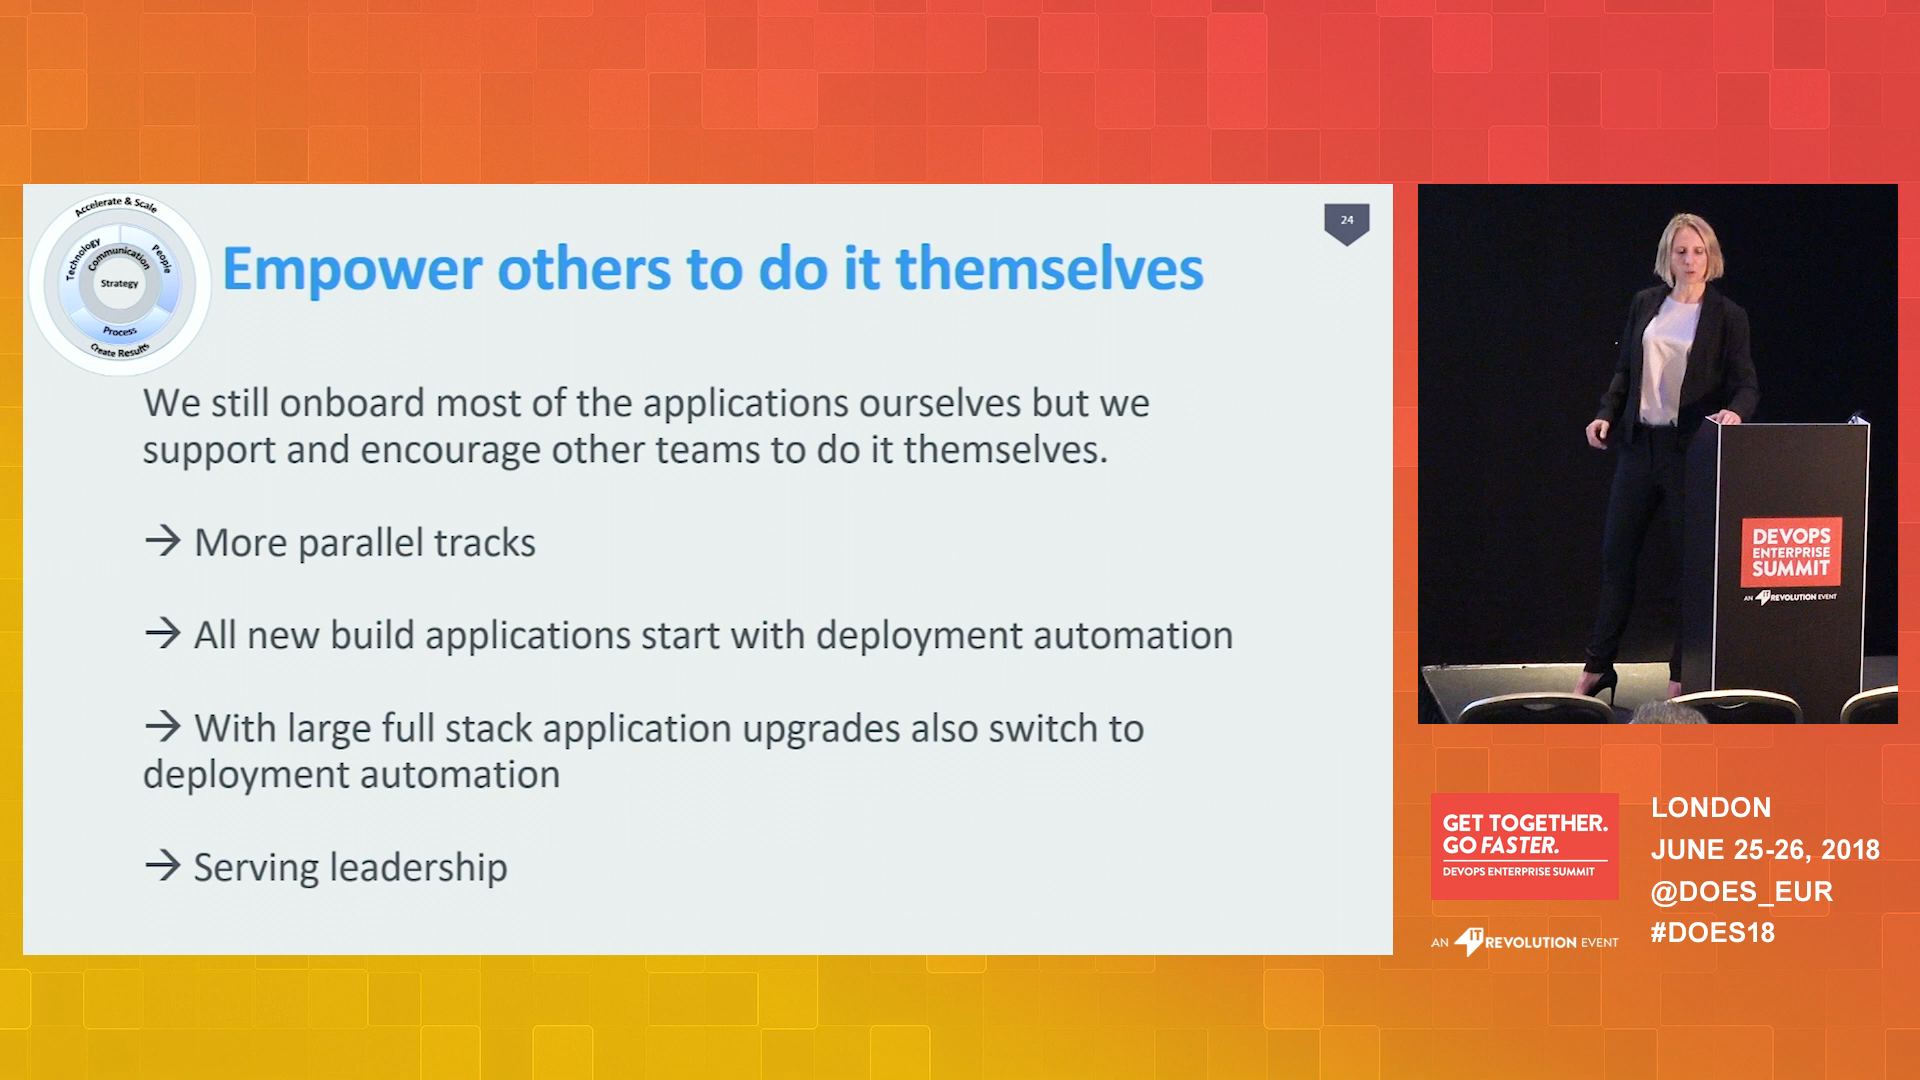 Accelerate & Scale
Technology
People
Communication
Strategy
Process
Create Results
24
Empower others to do it themselves
We still onboard most of the applications ourselves but we
support and encourage other teams to do it themselves.
→ More parallel tracks
→ All new build applications start with deployment automation
→ With large full stack application upgrades also switch to
deployment automation
→ Serving leadership
DEVOPS
ENTERPRISE
SUMMIT
AN IT REVOLUTION EVENT
GET TOGETHER.
GO FASTER.
DEVOPS ENTERPRISE SUMMIT
AN IT REVOLUTION EVENT
LONDON
JUNE 25-26, 2018
@DOES_EUR
#DOES18